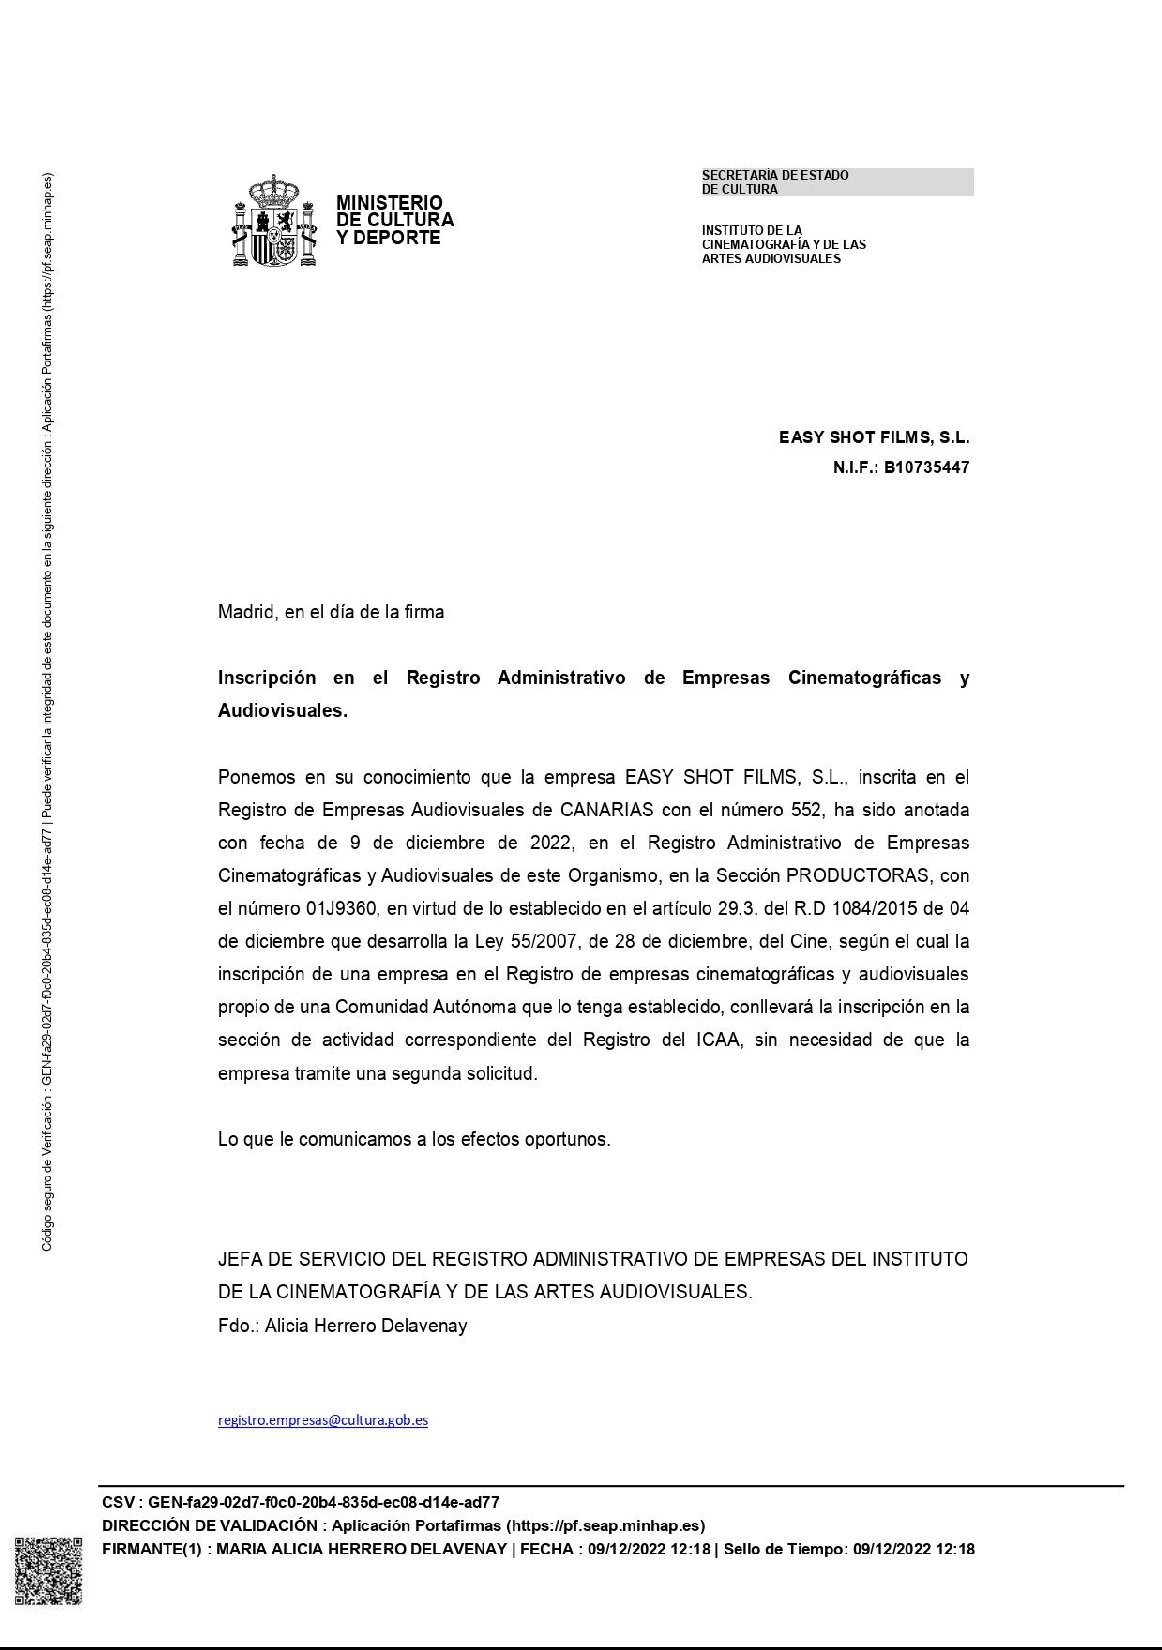 MINISTERIO
DE CULTURA
Y DEPORTE
SECRETARÍA DE ESTADO
DE CULTURA
INSTITUTO DE LA
CINEMATOGRAFÍA Y DE LAS
ARTES AUDIOVISUALES
EASY SHOT FILMS, S.L.
N.I.F.: B10735447
Madrid, en el día de la firma
Inscripción en el Registro Administrativo de Empresas Cinematográficas y
Audiovisuales.
Ponemos en su conocimiento que la empresa EASY SHOT FILMS, S.L., inscrita en el
Registro de Empresas Audiovisuales de CANARIAS con el número 552, ha sido anotada
con fecha de 9 de diciembre de 2022, en el Registro Administrativo de Empresas
Cinematográficas y Audiovisuales de este Organismo, en la Sección PRODUCTORAS, con
el número 01J9360, en virtud de lo establecido en el artículo 29.3. del R.D 1084/2015 de 04
de diciembre que desarrolla la Ley 55/2007, de 28 de diciembre, del Cine, según el cual la
inscripción de una empresa en el Registro de empresas cinematográficas y audiovisuales
propio de una Comunidad Autónoma que lo tenga establecido, conllevará la inscripción en la
sección de actividad correspondiente del Registro del ICAA, sin necesidad de que la
empresa tramite una segunda solicitud.
Lo que le comunicamos a los efectos oportunos.
JEFA DE SERVICIO DEL REGISTRO ADMINISTRATIVO DE EMPRESAS DEL INSTITUTO
DE LA CINEMATOGRAFÍA Y DE LAS ARTES AUDIOVISUALES.
Fdo.: Alicia Herrero Delavenay
registro.empresas@cultura.gob.es
CSV : GEN-fa29-02d7-f0c0-20b4-835d-ec08-d14e-ad77
DIRECCIÓN DE VALIDACIÓN : Aplicación Portafirmas (https://pf.seap.minhap.es)
FIRMANTE(1) : MARIA ALICIA HERRERO DELAVENAY | FECHA : 09/12/2022 12:18 | Sello de Tiempo: 09/12/2022 12:18
Código seguro de Verificación : GEN-fa29-02d7-f0c0-20b4-835d-ec08-d14e-ad77 | Puede verificar la integridad de este documento en la siguiente dirección : Aplicación Portafirmas (https://pf.seap.minhap.es)